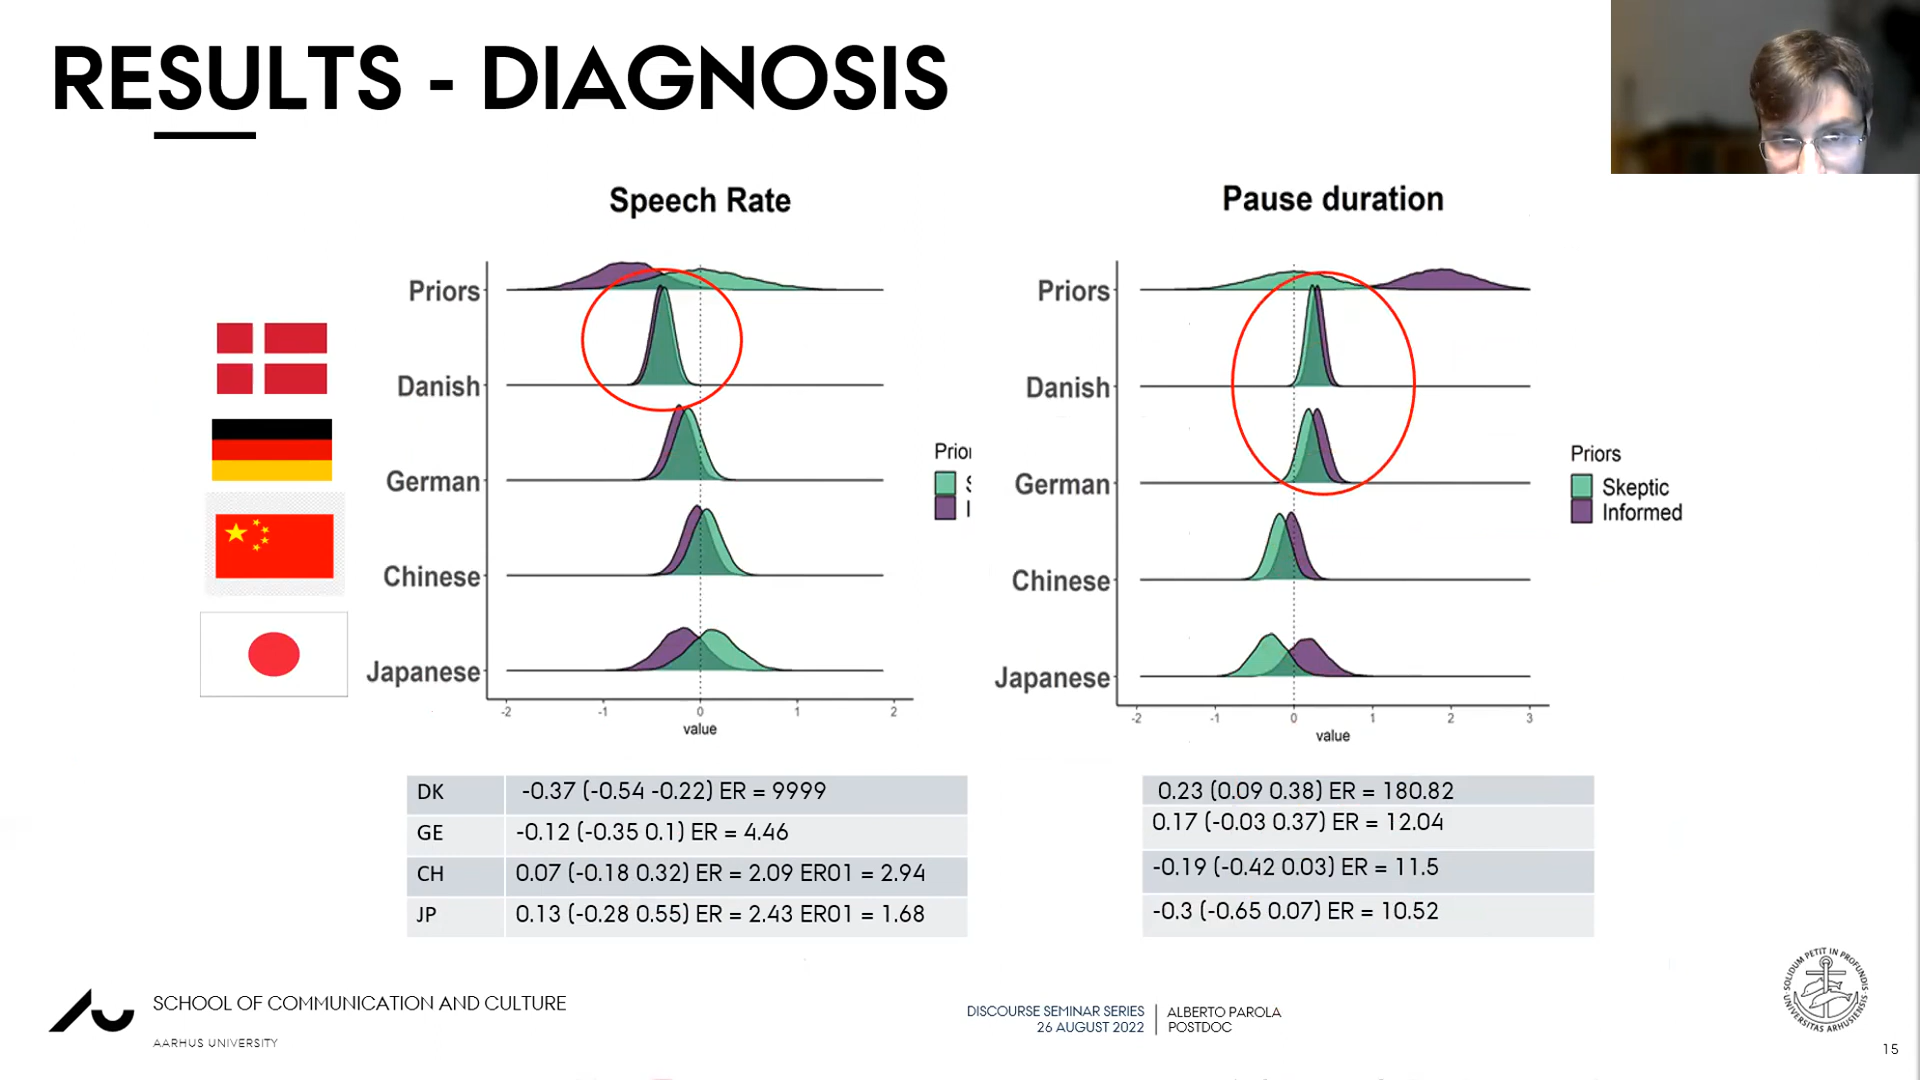 RESULTS - DIAGNOSIS
Speech Rate
Priors
Danish
German
Chinese
Japanese
-2 -1 0 1 2
value
Pause duration
Priors
Danish
German
Chinese
Japanese
-2 -1 0 1 2 3
value
Priors
Skeptic
Informed
DK -0.37 (-0.54 -0.22) ER = 9999
GE -0.12 (-0.35 0.1) ER = 4.46
CH 0.07 (-0.18 0.32) ER = 2.09 ER01 = 2.94
JP 0.13 (-0.28 0.55) ER = 2.43 ER01 = 1.68
0.23 (0.09 0.38) ER = 180.82
0.17 (-0.03 0.37) ER = 12.04
-0.19 (-0.42 0.03) ER = 11.5
-0.3 (-0.65 0.07) ER = 10.52
SCHOOL OF COMMUNICATION AND CULTURE
AARHUS UNIVERSITY
DISCOURSE SEMINAR SERIES
26 AUGUST 2022
ALBERTO PAROLA
POSTDOC
SOLIDUM PETIT IN PROFUNDIS
UNIVERSITAS ARHUSIENSIS
15